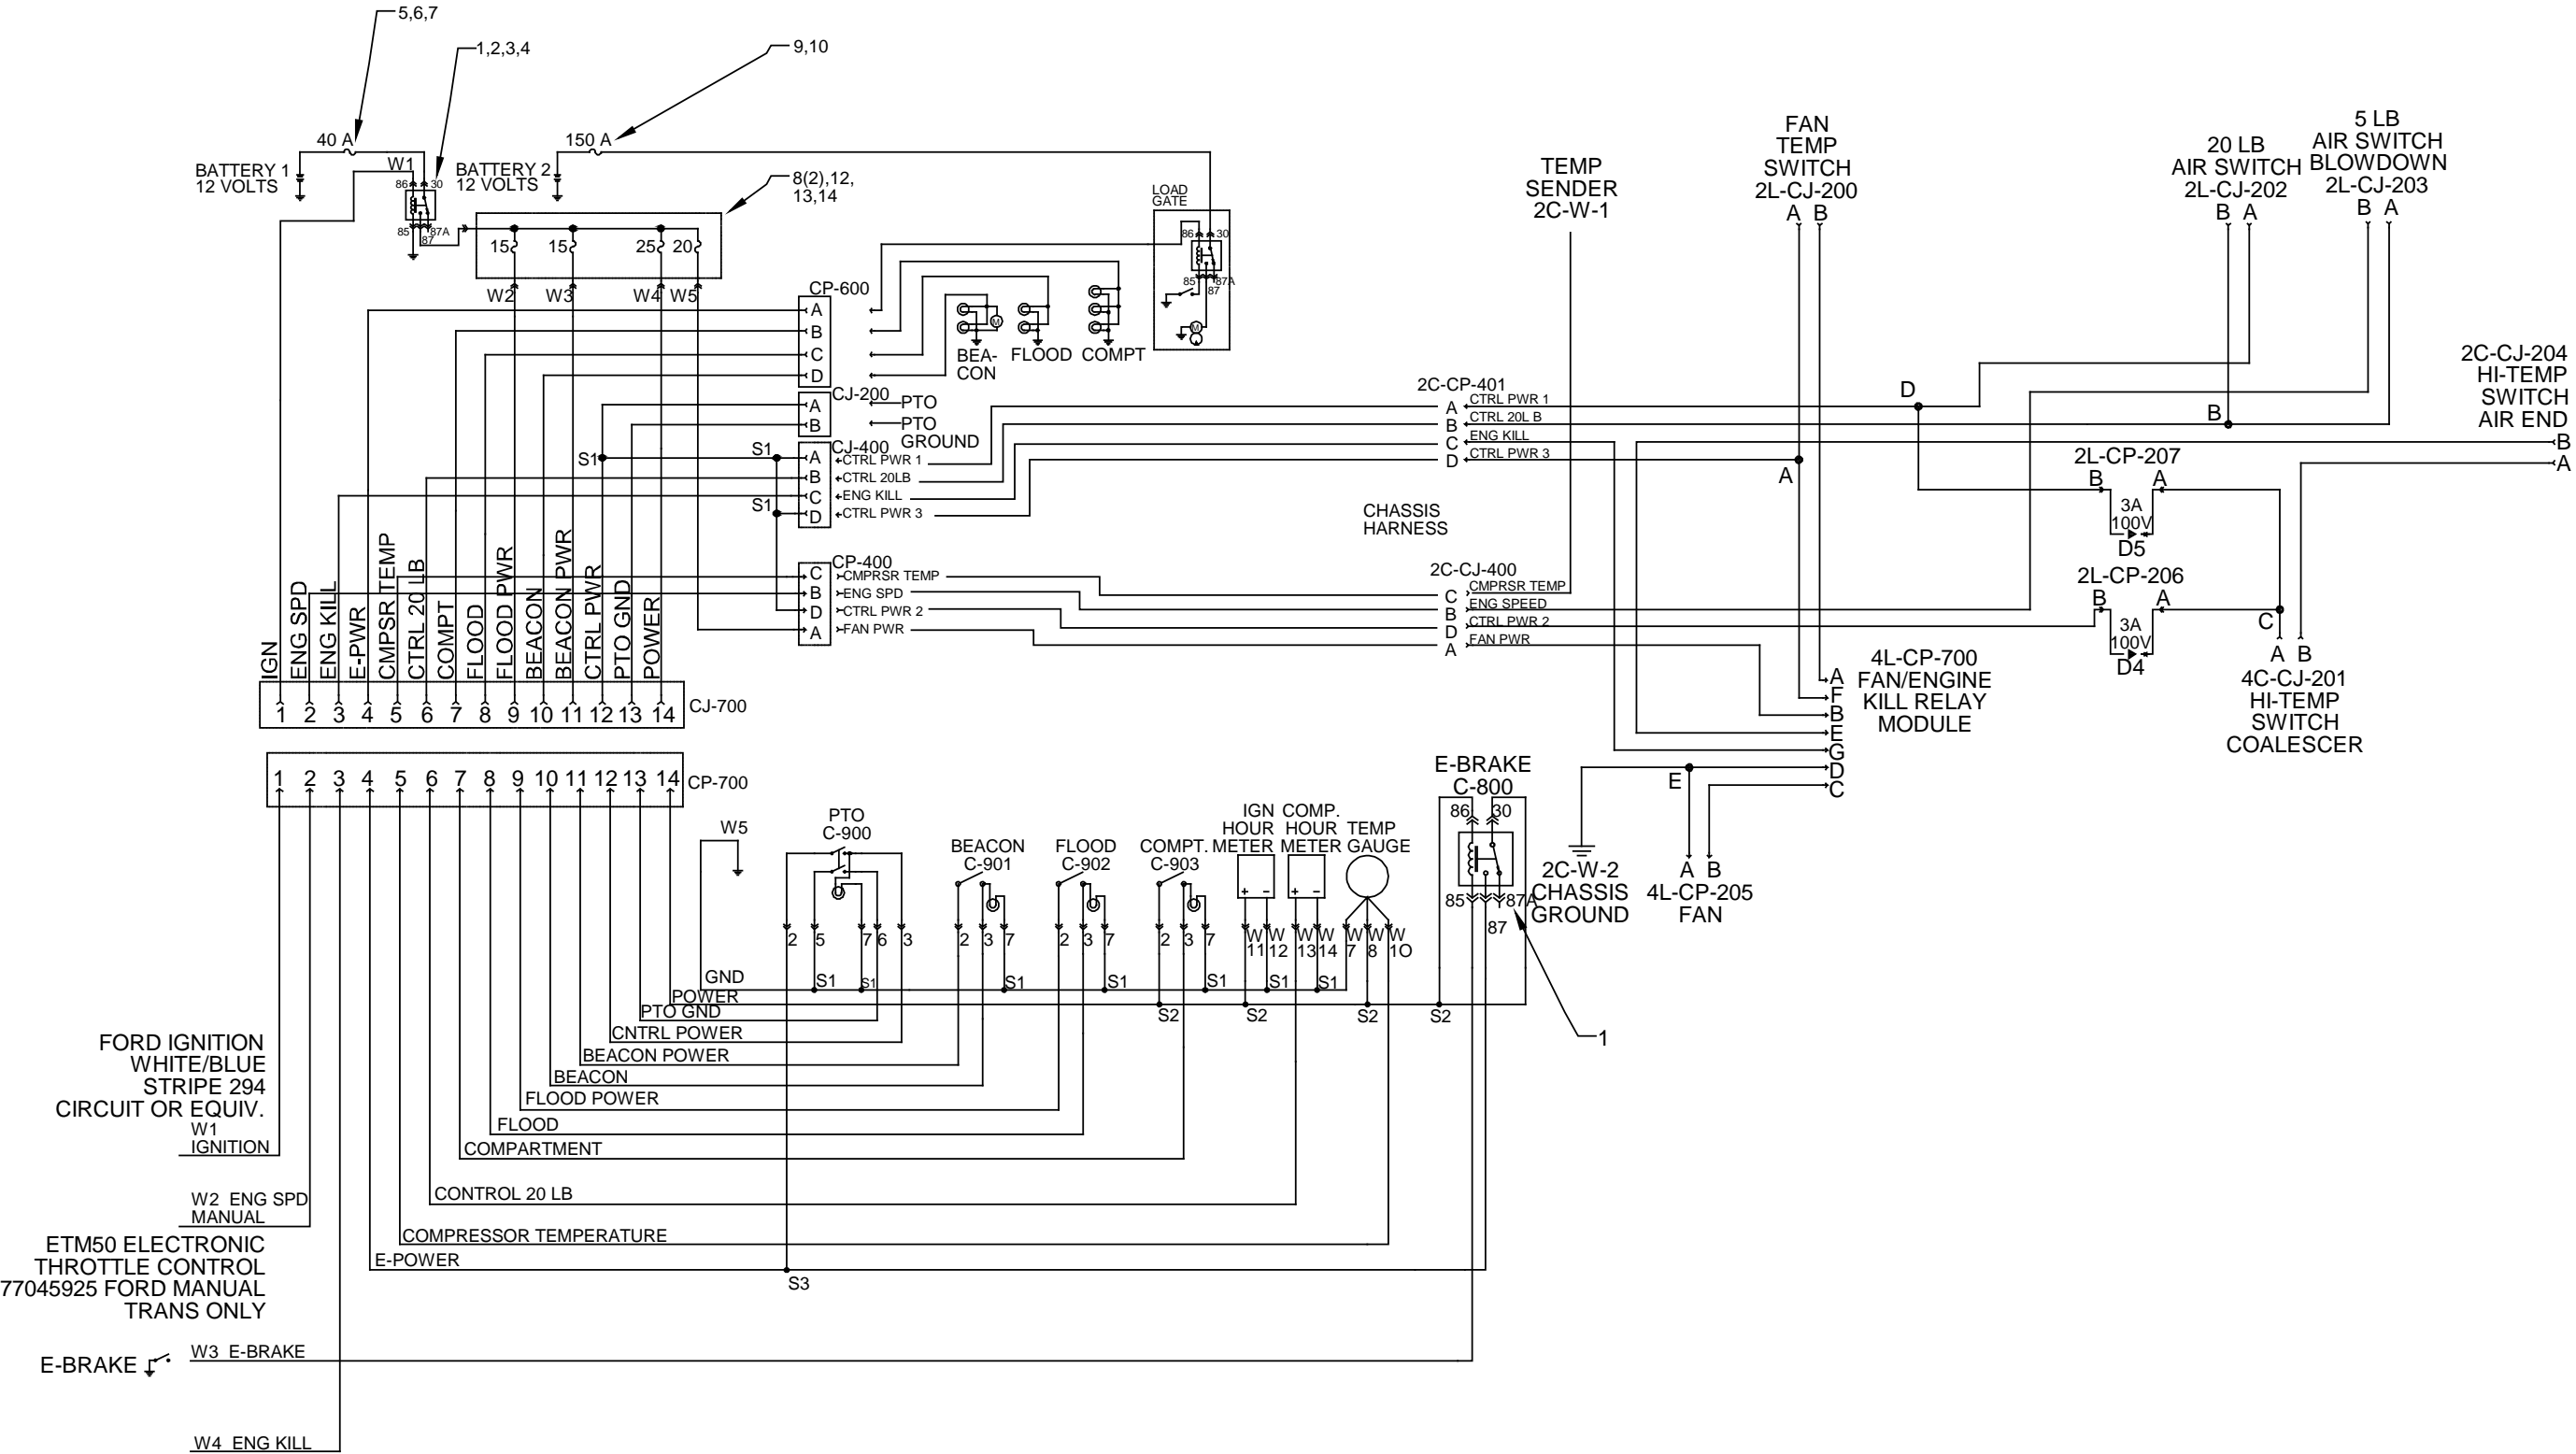 5,6,7
1,2,3,4
9,10
40 A
150 A
BATTERY 1
12 VOLTS
W1
BATTERY 2
12 VOLTS
86
30
85
87A
87
8(2),12,
13,14
15
15
25
20
W2
W3
W4
W5
LOAD
GATE
86
30
85
87A
87
M
CP-600
A
B
C
D
M
BEA-
CON
FLOOD
COMPT
CJ-200
A
PTO
B
PTO
GROUND
CJ-400
S1
S1
A
CTRL PWR 1
B
CTRL 20LB
C
ENG KILL
S1
D
CTRL PWR 3
CP-400
C
CMPRSR TEMP
B
ENG SPD
D
CTRL PWR 2
A
FAN PWR
TEMP
SENDER
2C-W-1
FAN
TEMP
SWITCH
2L-CJ-200
A B
20 LB
AIR SWITCH
2L-CJ-202
B A
5 LB
AIR SWITCH
BLOWDOWN
2L-CJ-203
B A
2C-CJ-204
HI-TEMP
SWITCH
AIR END
B
A
2C-CP-401
A
CTRL PWR 1
B
CTRL 20L B
C
ENG KILL
D
CTRL PWR 3
D
B
A
CHASSIS
HARNESS
2L-CP-207
B
A
3A
100V
D5
2L-CP-206
B
A
3A
100V
D4
C
A B
4C-CJ-201
HI-TEMP
SWITCH
COALESCER
2C-CJ-400
C
CMPRSR TEMP
B
ENG SPEED
D
CTRL PWR 2
A
FAN PWR
4L-CP-700
FAN/ENGINE
KILL RELAY
MODULE
A
F
B
E
G
D
C
IGN
ENG SPD
ENG KILL
E-PWR
CMPSR TEMP
CTRL 20 LB
COMPT
FLOOD
FLOOD PWR
BEACON
BEACON PWR
CTRL PWR
PTO GND
POWER
1 2 3 4 5 6 7 8 9 10 11 12 13 14
CJ-700
1 2 3 4 5 6 7 8 9 10 11 12 13 14
CP-700
W5
PTO
C-900
2
5
7
6
3
BEACON
C-901
2
3
7
FLOOD
C-902
2
3
7
COMPT.
C-903
2
3
7
IGN
HOUR
METER
+ -
W
11
W
12
COMP.
HOUR
METER
+ -
W
13
W
14
TEMP
GAUGE
W
7
W
8
W
10
E-BRAKE
C-800
86
30
85
87A
87
1
E
2C-W-2
CHASSIS
GROUND
A B
4L-CP-205
FAN
GND
S1
S1
S1
S1
S1
S1
S1
POWER
S2
S2
S2
S2
PTO GND
CNTRL POWER
BEACON POWER
BEACON
FLOOD POWER
FLOOD
COMPARTMENT
CONTROL 20 LB
COMPRESSOR TEMPERATURE
E-POWER
S3
FORD IGNITION
WHITE/BLUE
STRIPE 294
CIRCUIT OR EQUIV.
W1
IGNITION
W2 ENG SPD
MANUAL
ETM50 ELECTRONIC
THROTTLE CONTROL
77045925 FORD MANUAL
TRANS ONLY
E-BRAKE
W3 E-BRAKE
W4 ENG KILL